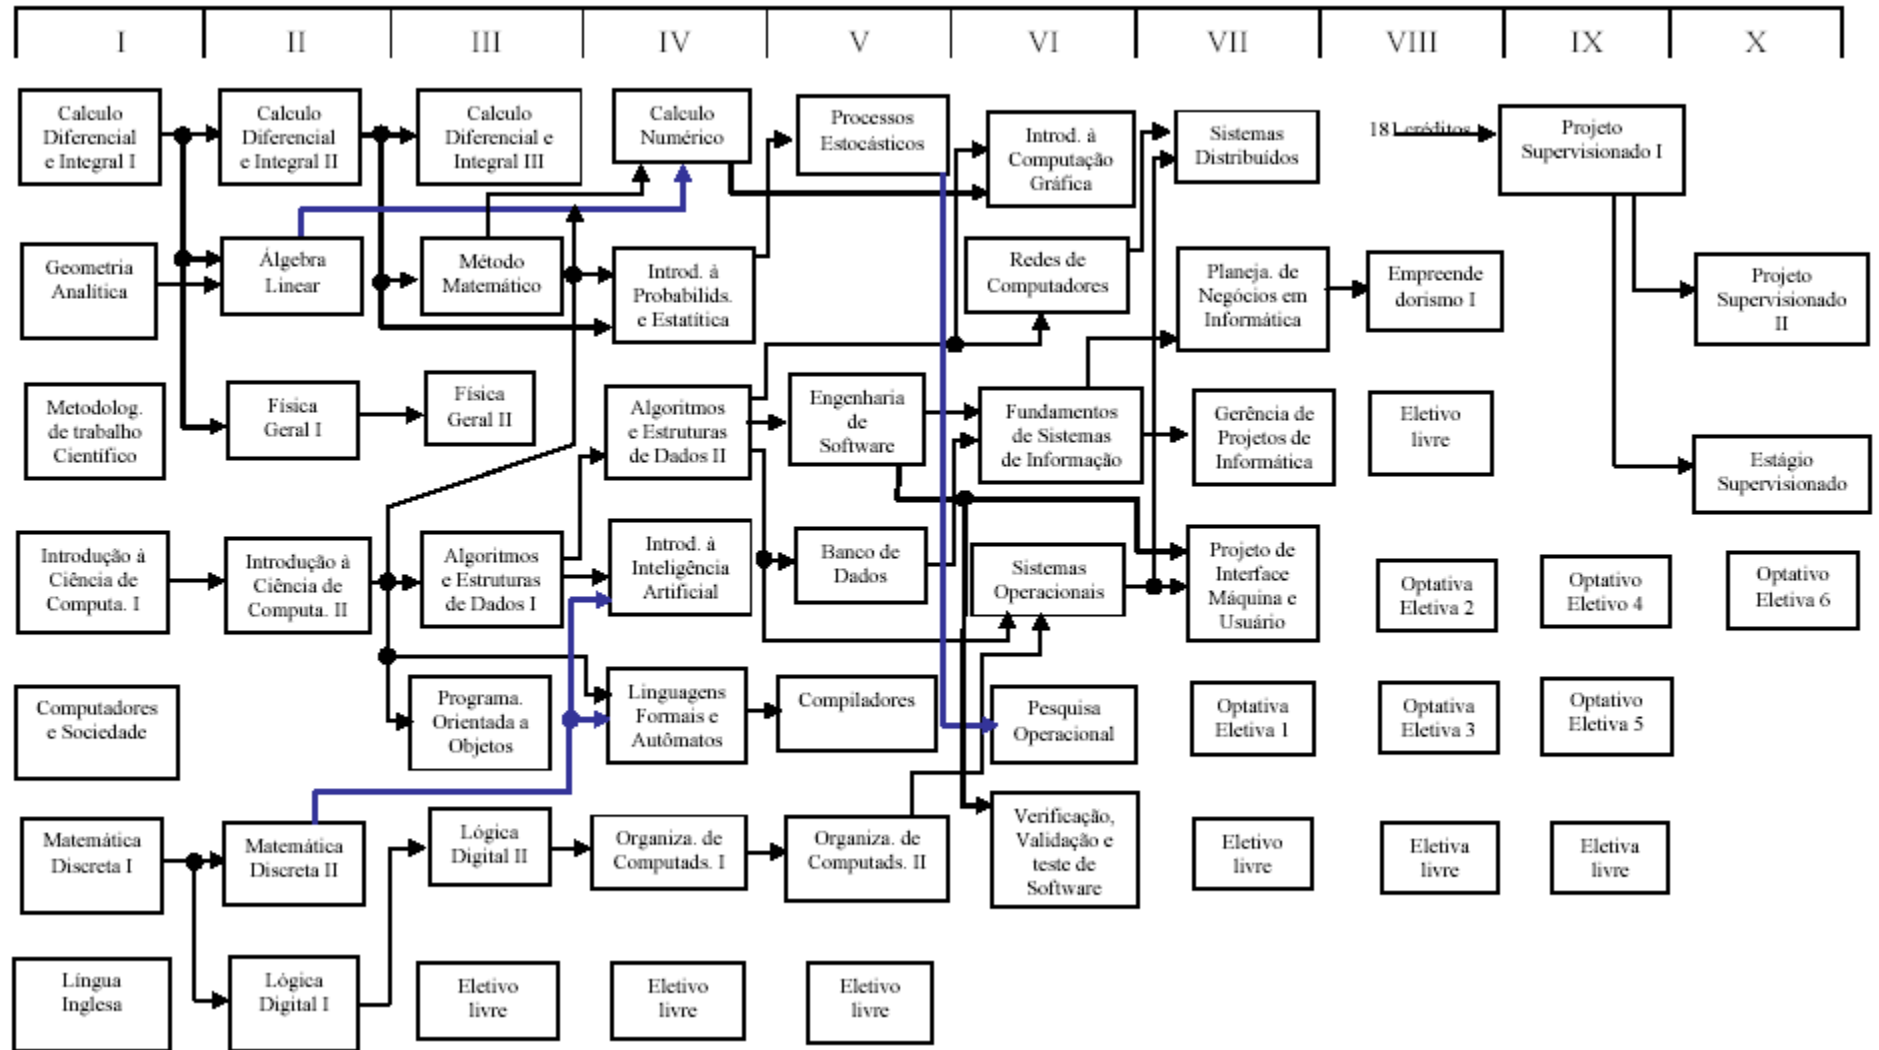 I II III IV V VI VII VIII IX X
Calculo
Diferencial
e Integral I
Calculo
Diferencial
e Integral II
Calculo
Diferencial e
Integral III
Calculo
Numérico
Processos
Estocásticos
Introd. à
Computação
Gráfica
Sistemas
Distribuídos
181 créditos
Projeto
Supervisionado I
Geometria
Analítica
Álgebra
Linear
Método
Matemático
Introd. à
Probabilids.
e Estatítica
Redes de
Computadores
Planeja. de
Negócios em
Informática
Empreende
dorismo I
Projeto
Supervisionado
II
Metodolog.
de trabalho
Científico
Física
Geral I
Física
Geral II
Algoritmos
e Estruturas
de Dados II
Engenharia
de
Software
Fundamentos
de Sistemas
de Informação
Gerência de
Projetos de
Informática
Eletivo
livre
Estágio
Supervisionado
Introdução à
Ciência de
Computa. I
Introdução à
Ciência de
Computa. II
Algoritmos
e Estruturas
de Dados I
Introd. à
Inteligência
Artificial
Banco de
Dados
Sistemas
Operacionais
Projeto de
Interface
Máquina e
Usuário
Optativa
Eletiva 2
Optativo
Eletivo 4
Optativo
Eletiva 6
Computadores
e Sociedade
Programa.
Orientada a
Objetos
Linguagens
Formais e
Autômatos
Compiladores
Pesquisa
Operacional
Optativa
Eletiva 1
Optativa
Eletiva 3
Optativo
Eletiva 5
Matemática
Discreta I
Matemática
Discreta II
Lógica
Digital II
Organiza. de
Computads. I
Organiza. de
Computads. II
Verificação,
Validação e
teste de
Software
Eletivo
livre
Eletiva
livre
Eletiva
livre
Língua
Inglesa
Lógica
Digital I
Eletivo
livre
Eletivo
livre
Eletivo
livre